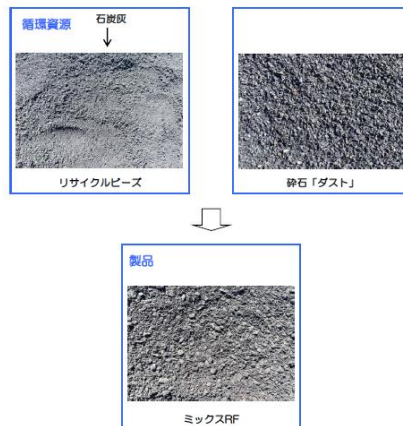 循環資源
石炭灰
リサイクルビーズ
砕石「ダスト」
製品
ミックスRF